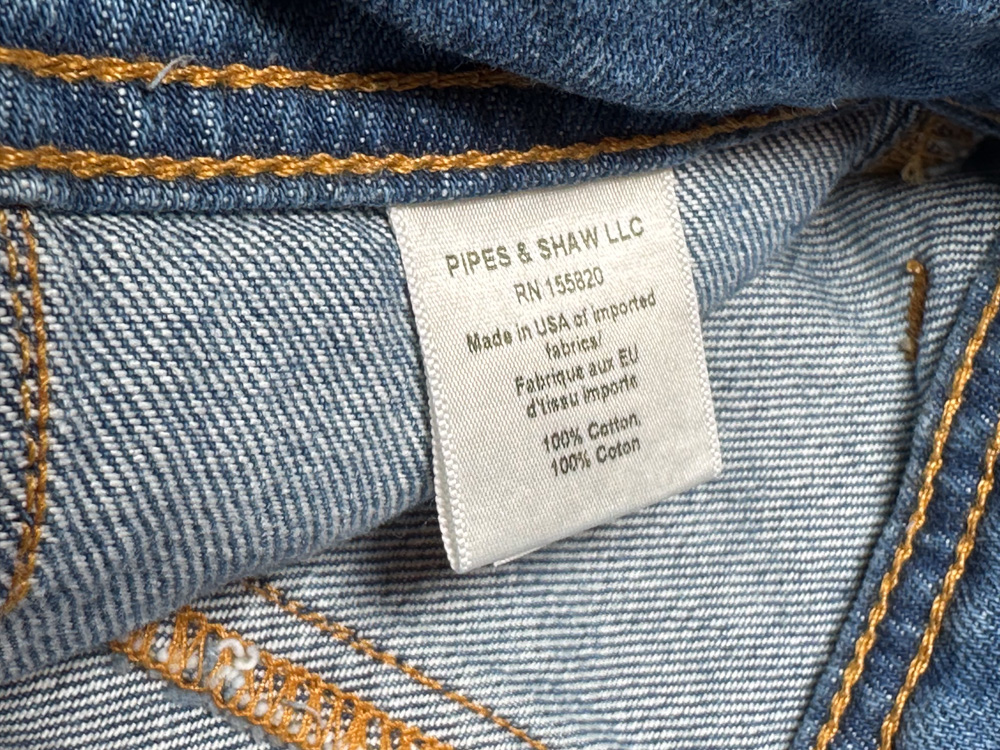 PIPES & SHAW LLC
RN 155820
Made in USA of imported
fabrics/
Fabrique aux EU
d'tissu importe
100% Cotton
100% Coton